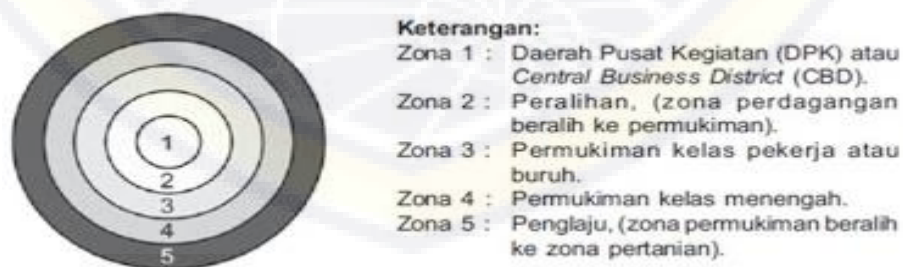 1
2
3
4
5
Keterangan:
Zona 1 : Daerah Pusat Kegiatan (DPK) atau
Central Business District (CBD).
Zona 2 : Peralihan, (zona perdagangan
beralih ke permukiman).
Zona 3 : Permukiman kelas pekerja atau
buruh.
Zona 4 : Permukiman kelas menengah.
Zona 5 : Penglaju, (zona permukiman beralih
ke zona pertanian).